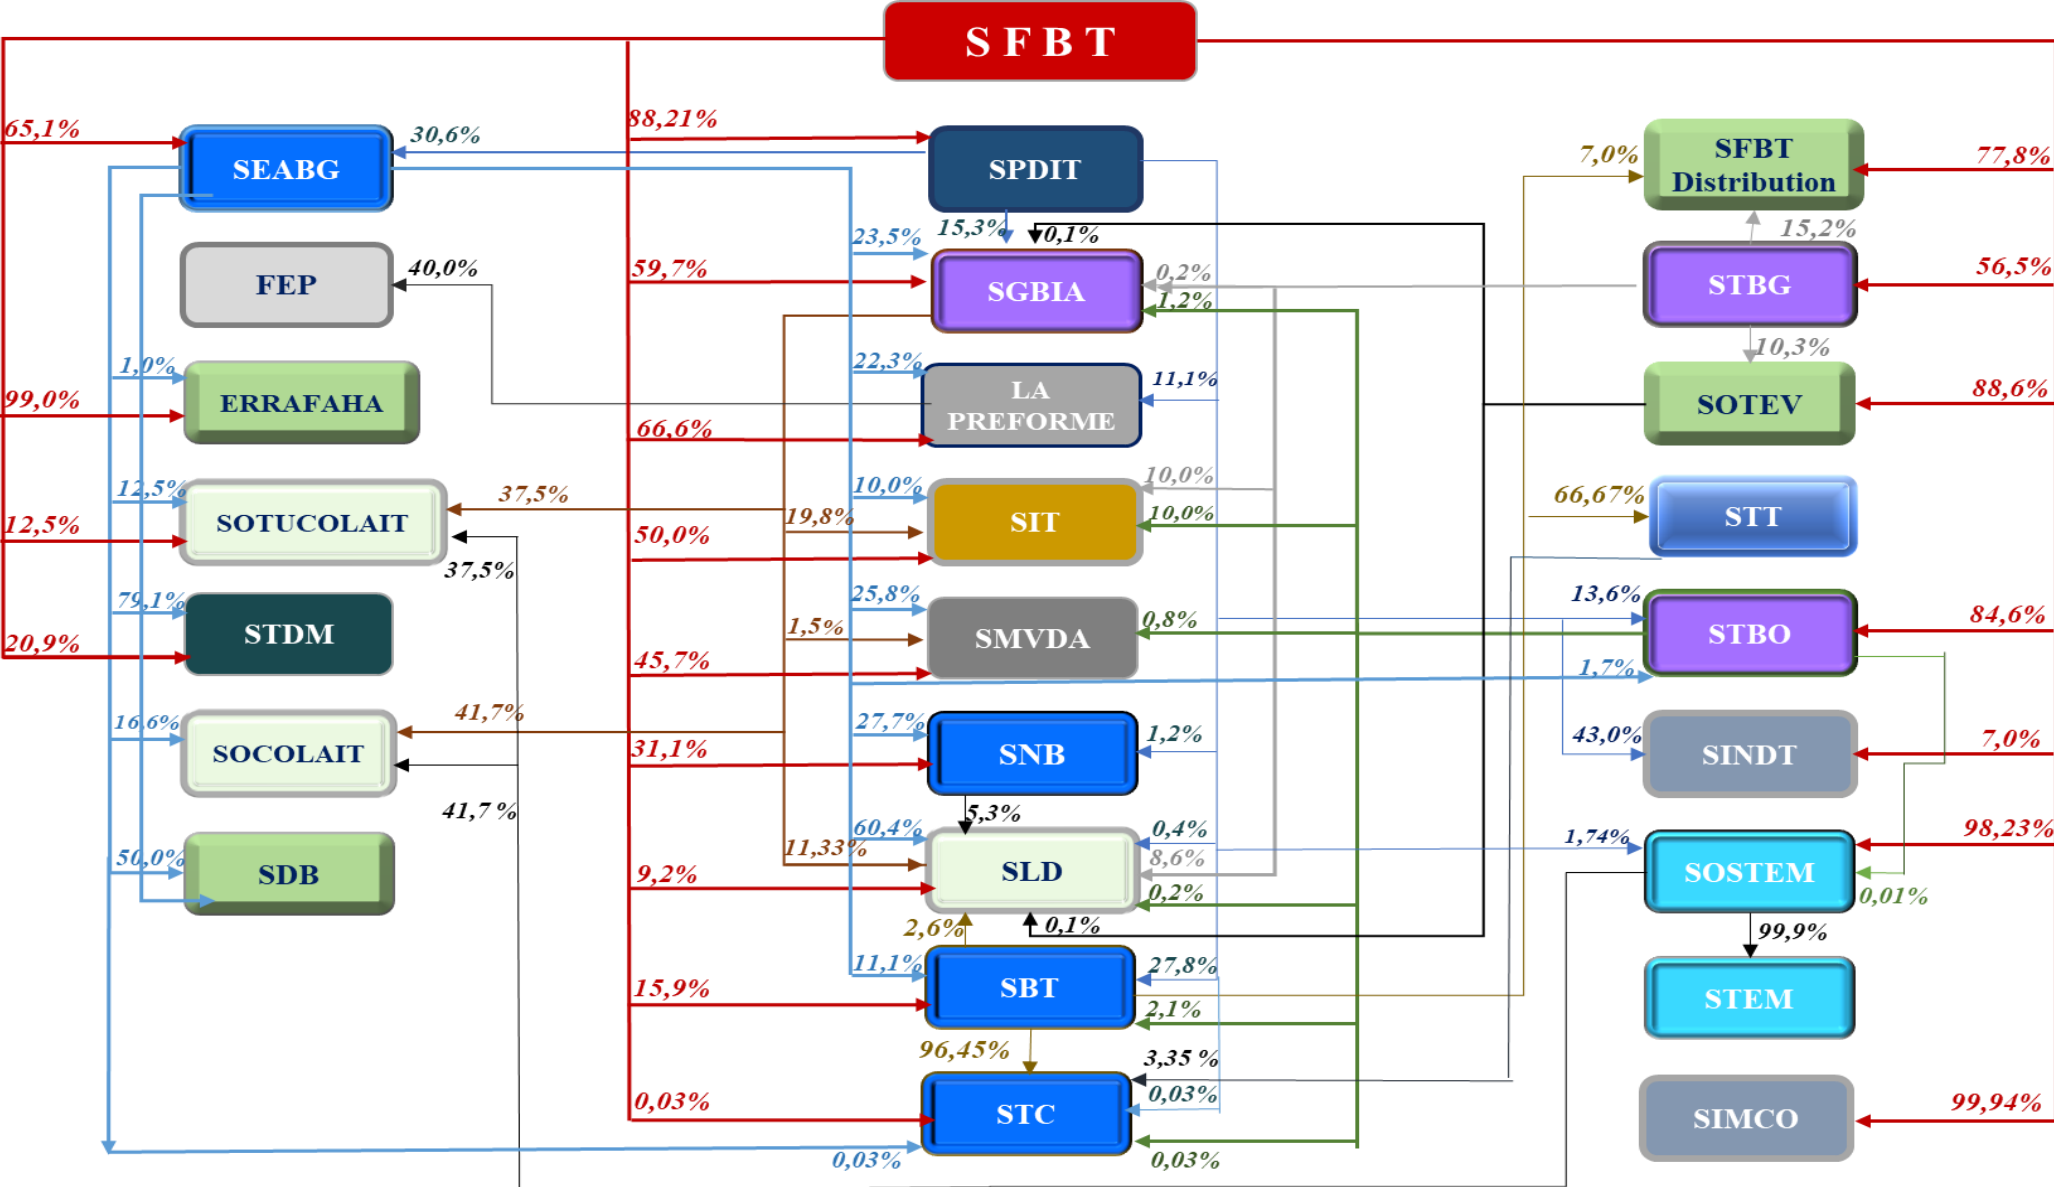 S F B T
65,1%
SEABG
30,6%
88,21%
SPDIT
7,0%
SFBT
Distribution
77,8%
23,5%
15,3%
0,1%
15,2%
FEP
40,0%
59,7%
SGBIA
0,2%
1,2%
STBG
56,5%
10,3%
1,0%
99,0%
ERRAFAHA
22,3%
66,6%
LA
PREFORME
11,1%
SOTEV
88,6%
12,5%
12,5%
SOTUCOLAIT
37,5%
37,5%
10,0%
19,8%
50,0%
SIT
10,0%
10,0%
66,67%
STT
79,1%
20,9%
STDM
25,8%
1,5%
45,7%
SMVDA
0,8%
13,6%
1,7%
STBO
84,6%
16,6%
SOCOLAIT
41,7%
41,7 %
27,7%
31,1%
SNB
1,2%
43,0%
SINDT
7,0%
5,3%
50,0%
SDB
60,4%
11,33%
9,2%
SLD
0,4%
8,6%
0,2%
1,74%
SOSTEM
98,23%
0,01%
2,6%
0,1%
99,9%
11,1%
15,9%
SBT
27,8%
2,1%
STEM
96,45%
3,35 %
0,03%
STC
0,03%
0,03%
0,03%
SIMCO
99,94%